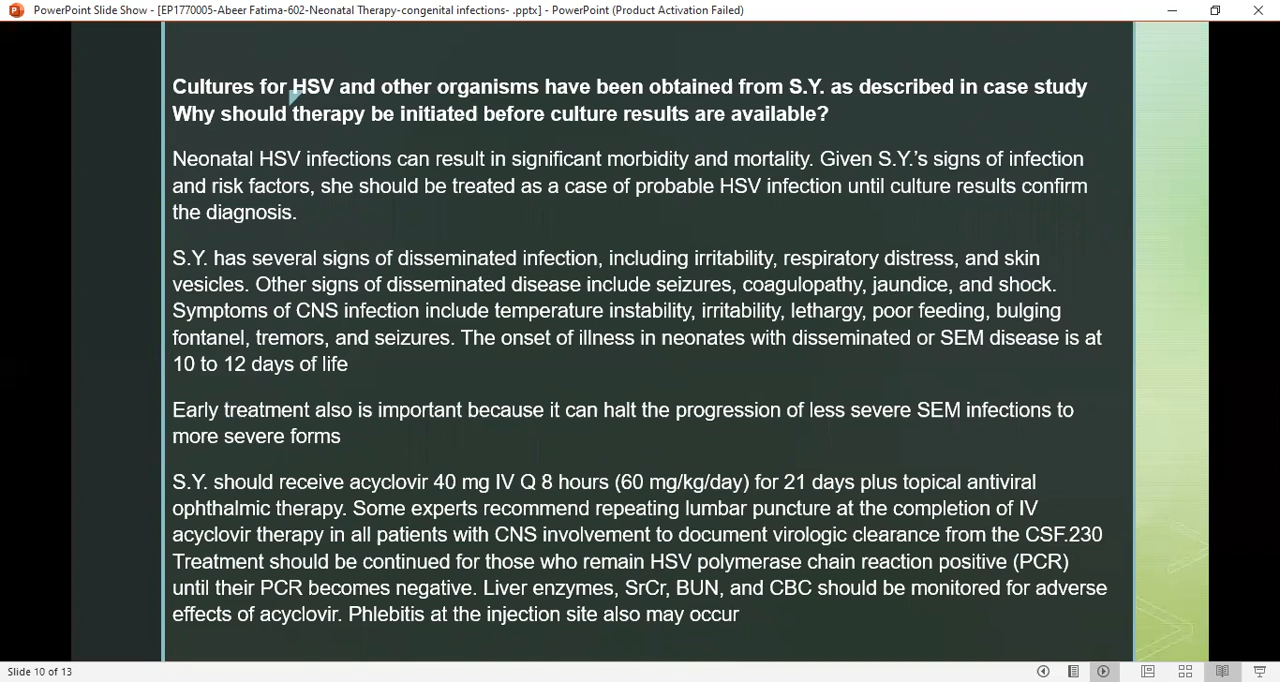 PowerPoint Slide Show - [EP1770005-Abeer Fatima-602-Neonatal Therapy-congenital infections- .pptx] - PowerPoint (Product Activation Failed)
Cultures for HSV and other organisms have been obtained from S.Y. as described in case study
Why should therapy be initiated before culture results are available?
Neonatal HSV infections can result in significant morbidity and mortality. Given S.Y.’s signs of infection
and risk factors, she should be treated as a case of probable HSV infection until culture results confirm
the diagnosis.
S.Y. has several signs of disseminated infection, including irritability, respiratory distress, and skin
vesicles. Other signs of disseminated disease include seizures, coagulopathy, jaundice, and shock.
Symptoms of CNS infection include temperature instability, irritability, lethargy, poor feeding, bulging
fontanel, tremors, and seizures. The onset of illness in neonates with disseminated or SEM disease is at
10 to 12 days of life
Early treatment also is important because it can halt the progression of less severe SEM infections to
more severe forms
S.Y. should receive acyclovir 40 mg IV Q 8 hours (60 mg/kg/day) for 21 days plus topical antiviral
ophthalmic therapy. Some experts recommend repeating lumbar puncture at the completion of IV
acyclovir therapy in all patients with CNS involvement to document virologic clearance from the CSF.230
Treatment should be continued for those who remain HSV polymerase chain reaction positive (PCR)
until their PCR becomes negative. Liver enzymes, SrCr, BUN, and CBC should be monitored for adverse
effects of acyclovir. Phlebitis at the injection site also may occur
Slide 10 of 13